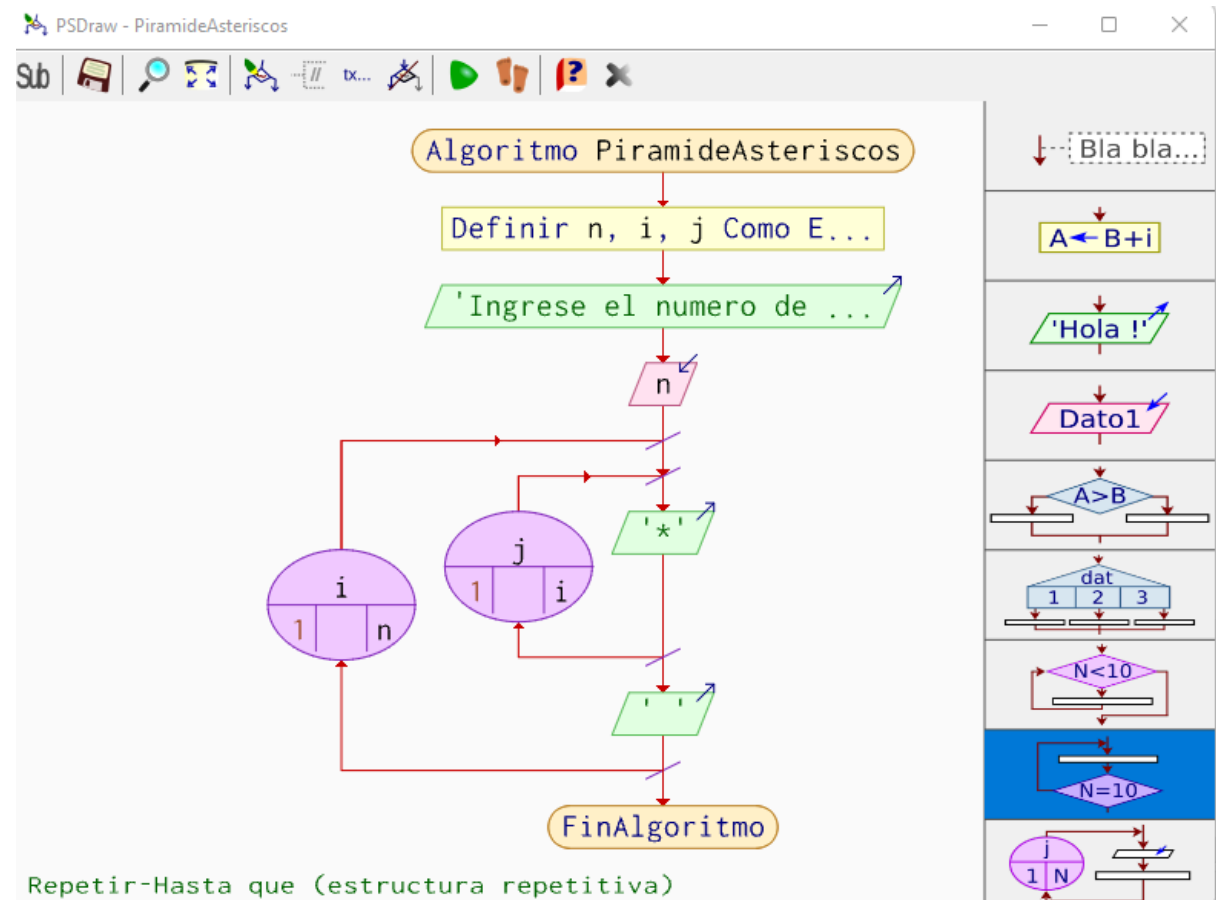 PSDraw - PiramideAsteriscos
Sub
tx...
?
Algoritmo PiramideAsteriscos
Definir n, i, j Como E...
'Ingrese el numero de ...
n
'*'
j
1 i
i
1 n
' '
FinAlgoritmo
Repetir-Hasta que (estructura repetitiva)
//
Bla bla...
A←B+i
'Hola !'
Dato1
A>B
dat
1 2 3
N<10
N=10
j
1 N